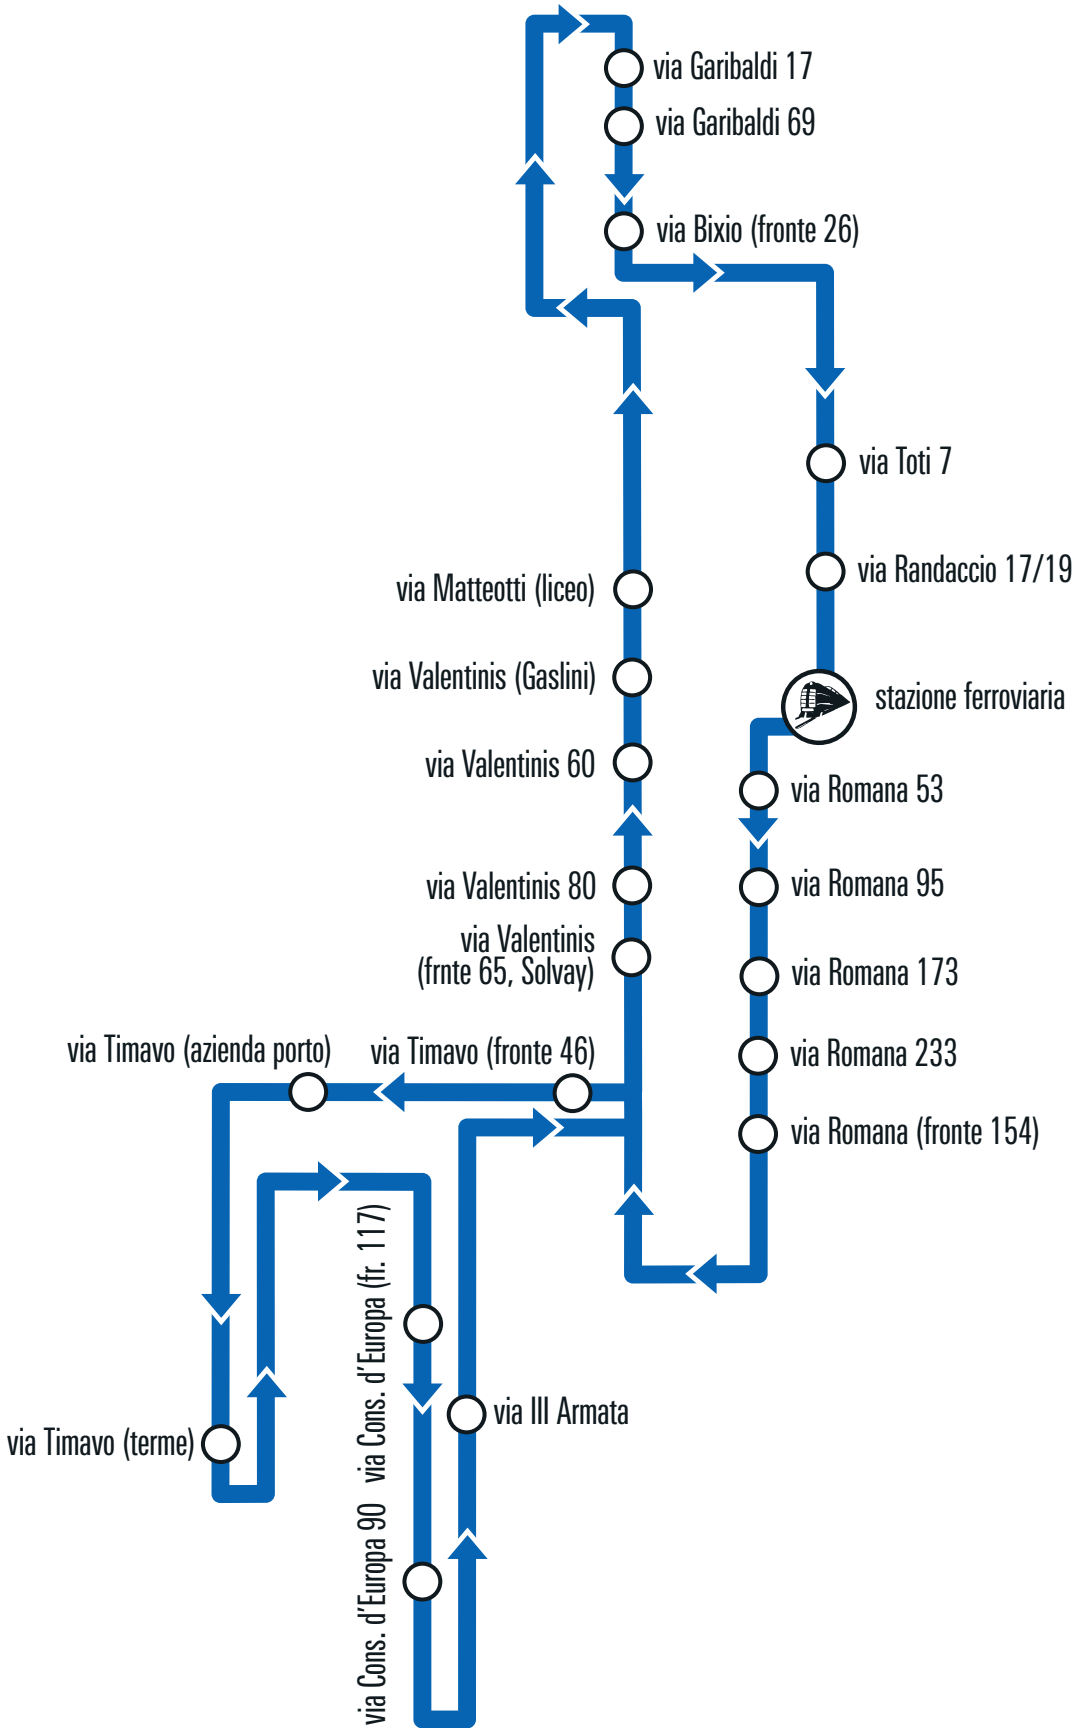 via Garibaldi 17
via Garibaldi 69
via Bixio (fronte 26)
via Toti 7
via Randaccio 17/19
via Matteotti (liceo)
via Valentinis (Gaslini)
stazione ferroviaria
via Valentinis 60
via Romana 53
via Valentinis 80
via Romana 95
via Valentinis
(frnte 65, Solvay)
via Romana 173
via Timavo (azienda porto)
via Timavo (fronte 46)
via Romana 233
via Romana (fronte 154)
via Cons. d'Europa (fr. 117)
via III Armata
via Timavo (terme)
via Cons. d'Europa 90